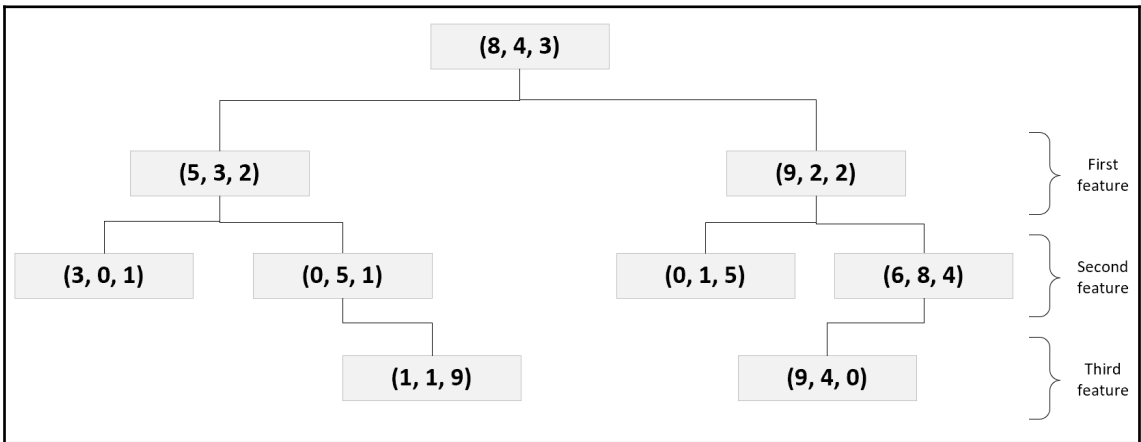 (8, 4, 3)
(5, 3, 2)
(9, 2, 2)
First
feature
(3, 0, 1)
(0, 5, 1)
(0, 1, 5)
(6, 8, 4)
Second
feature
(1, 1, 9)
(9, 4, 0)
Third
feature